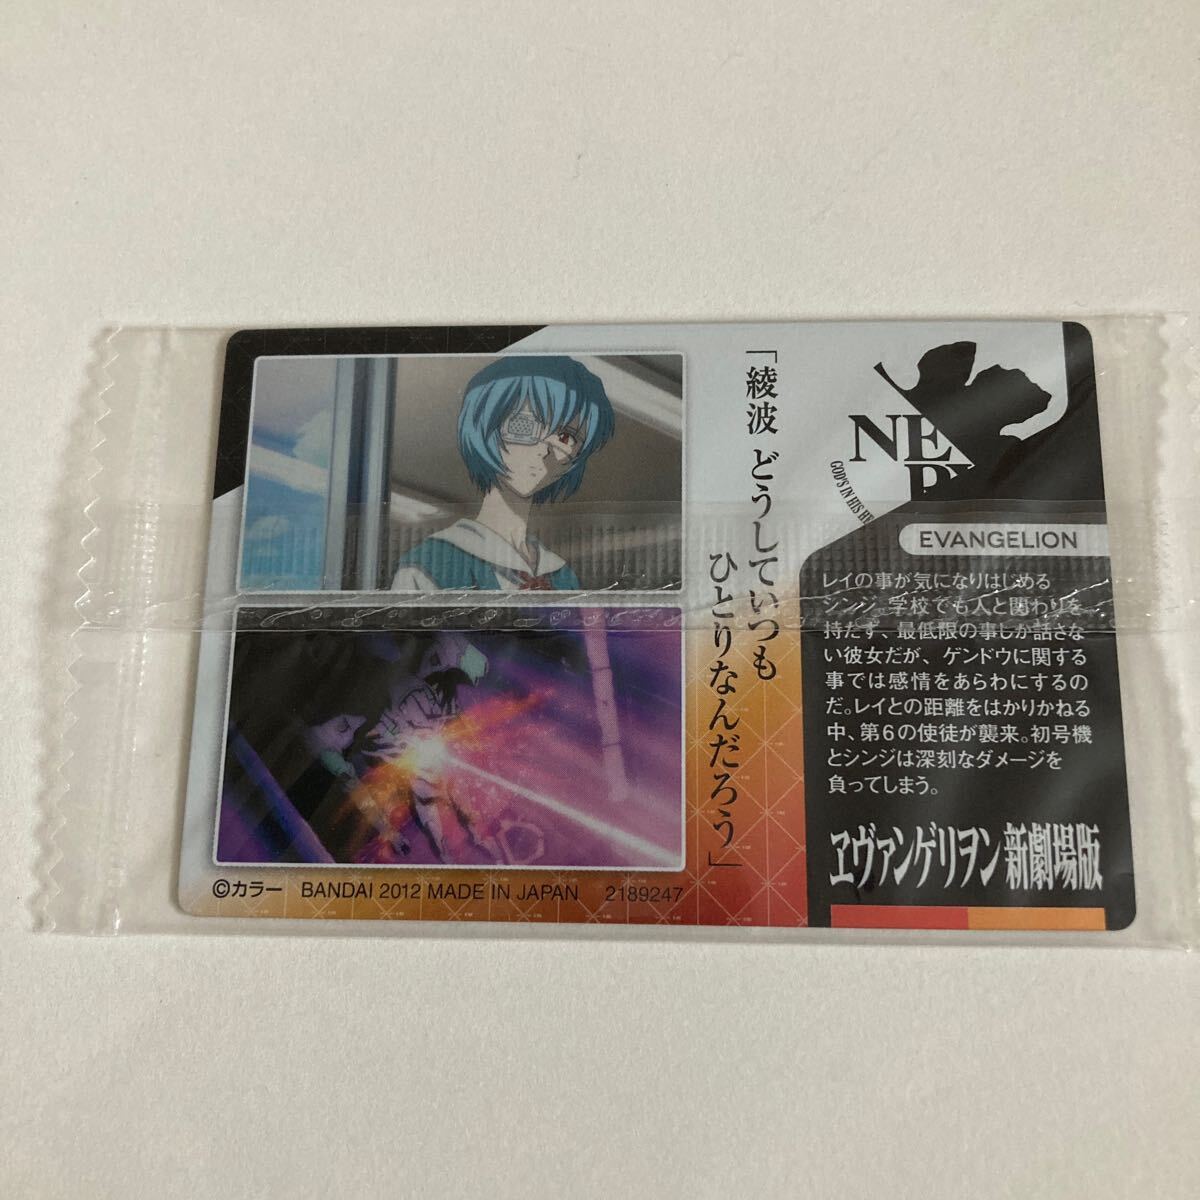 「綾波 どうしていつも
ひとりなんだろう」
NE
GOD'S IN HIS HE
EVANGELION
レイの事が気になりはじめる
シンジ。学校でも人と関わりを
持たず、最低限の事しか話さな
い彼女だが、ゲンドウに関する
事では感情をあらわにするの
だ。レイとの距離をはかりかねる
中、第6の使徒が襲来。初号機
とシンジは深刻なダメージを
負ってしまう。
ヱヴァンゲリヲン新劇場版
©カラー BANDAI 2012 MADE IN JAPAN 2189247